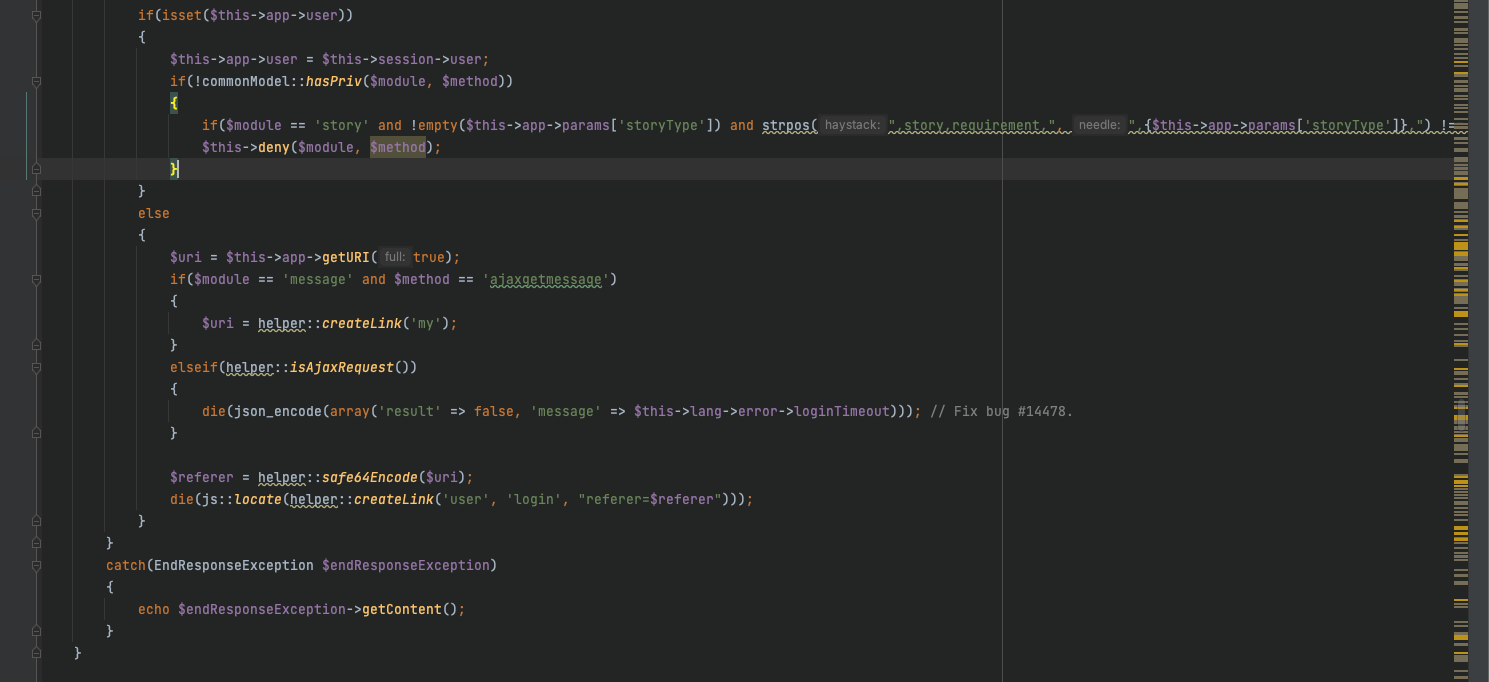 if(isset($this->app->user))
{
$this->app->user = $this->session->user;
if(!commonModel::hasPriv($module, $method))
{
if($module == 'story' and !empty($this->app->params['storyType']) and strpos( haystack: ",story,requirement,", needle: ",{$this->app->params['storyType']},") !=
$this->deny($module, $method);
}
}
else
{
$uri = $this->app->getURI( full: true);
if($module == 'message' and $method == 'ajaxgetmessage')
{
$uri = helper::createLink('my');
}
elseif(helper::isAjaxRequest())
{
die(json_encode(array('result' => false, 'message' => $this->lang->error->loginTimeout))); // Fix bug #14478.
}
$referer = helper::safe64Encode($uri);
die(js::locate(helper::createLink('user', 'login', "referer=$referer")));
}
}
catch(EndResponseException $endResponseException)
{
echo $endResponseException->getContent();
}
}